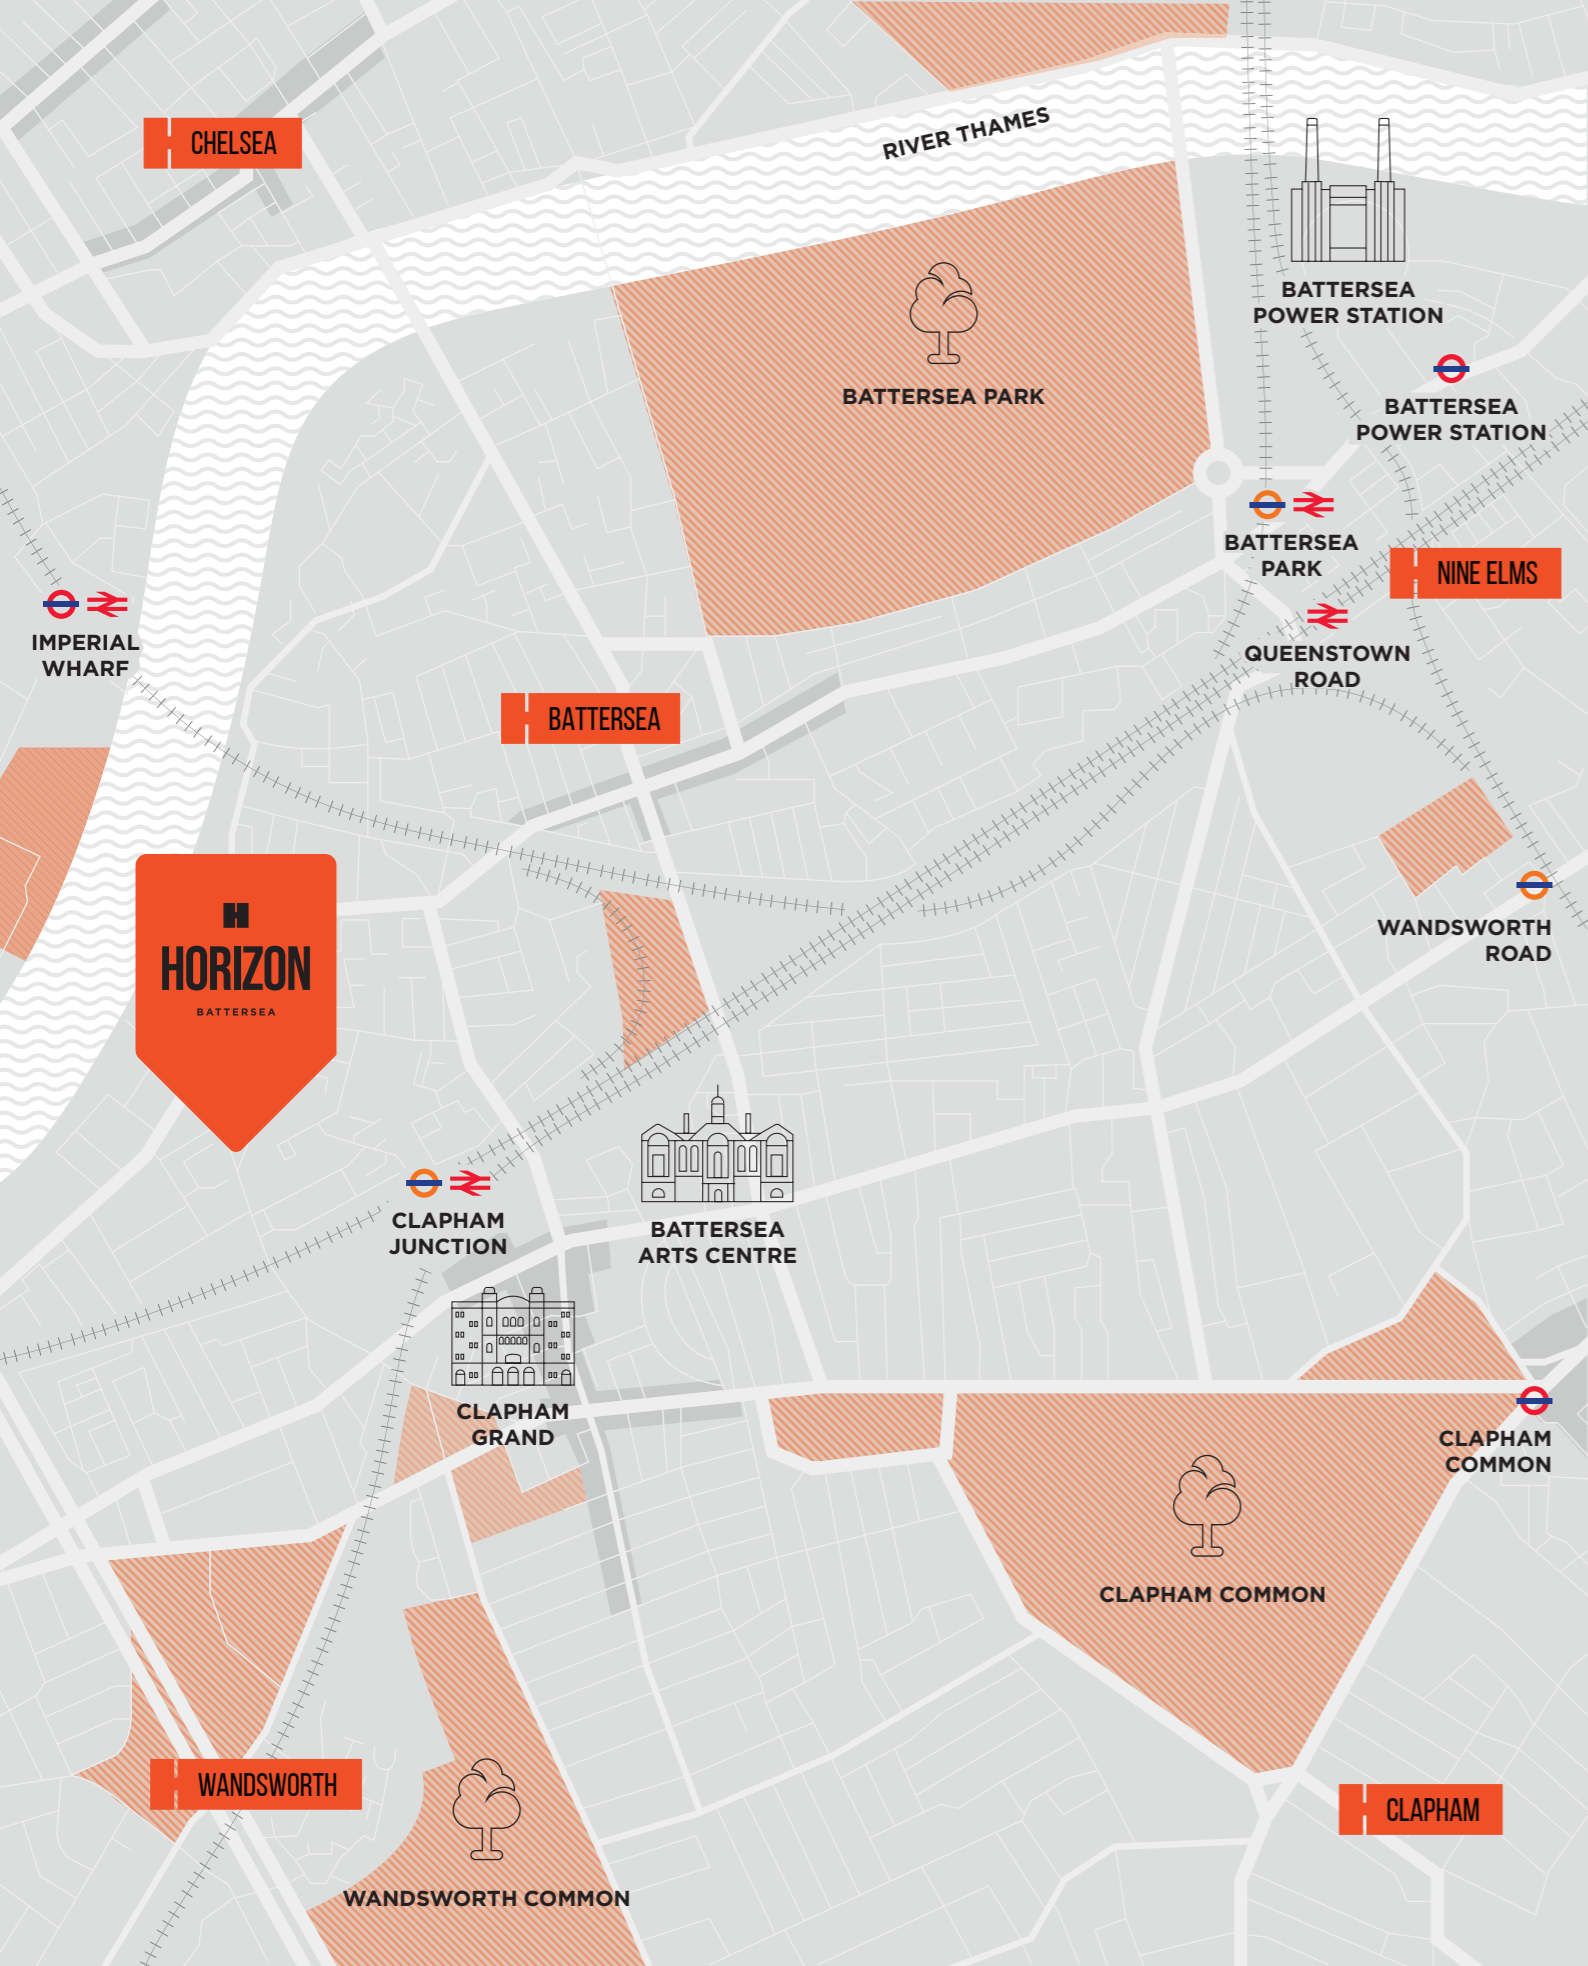 RIVER THAMES
CHELSEA
BATTERSEA
POWER STATION
BATTERSEA PARK
BATTERSEA
POWER STATION
BATTERSEA
PARK
NINE ELMS
IMPERIAL
WHARF
QUEENSTOWN
ROAD
BATTERSEA
HORIZON
BATTERSEA
WANDSWORTH
ROAD
CLAPHAM
JUNCTION
BATTERSEA
ARTS CENTRE
CLAPHAM
GRAND
CLAPHAM
COMMON
CLAPHAM COMMON
WANDSWORTH
CLAPHAM
WANDSWORTH COMMON